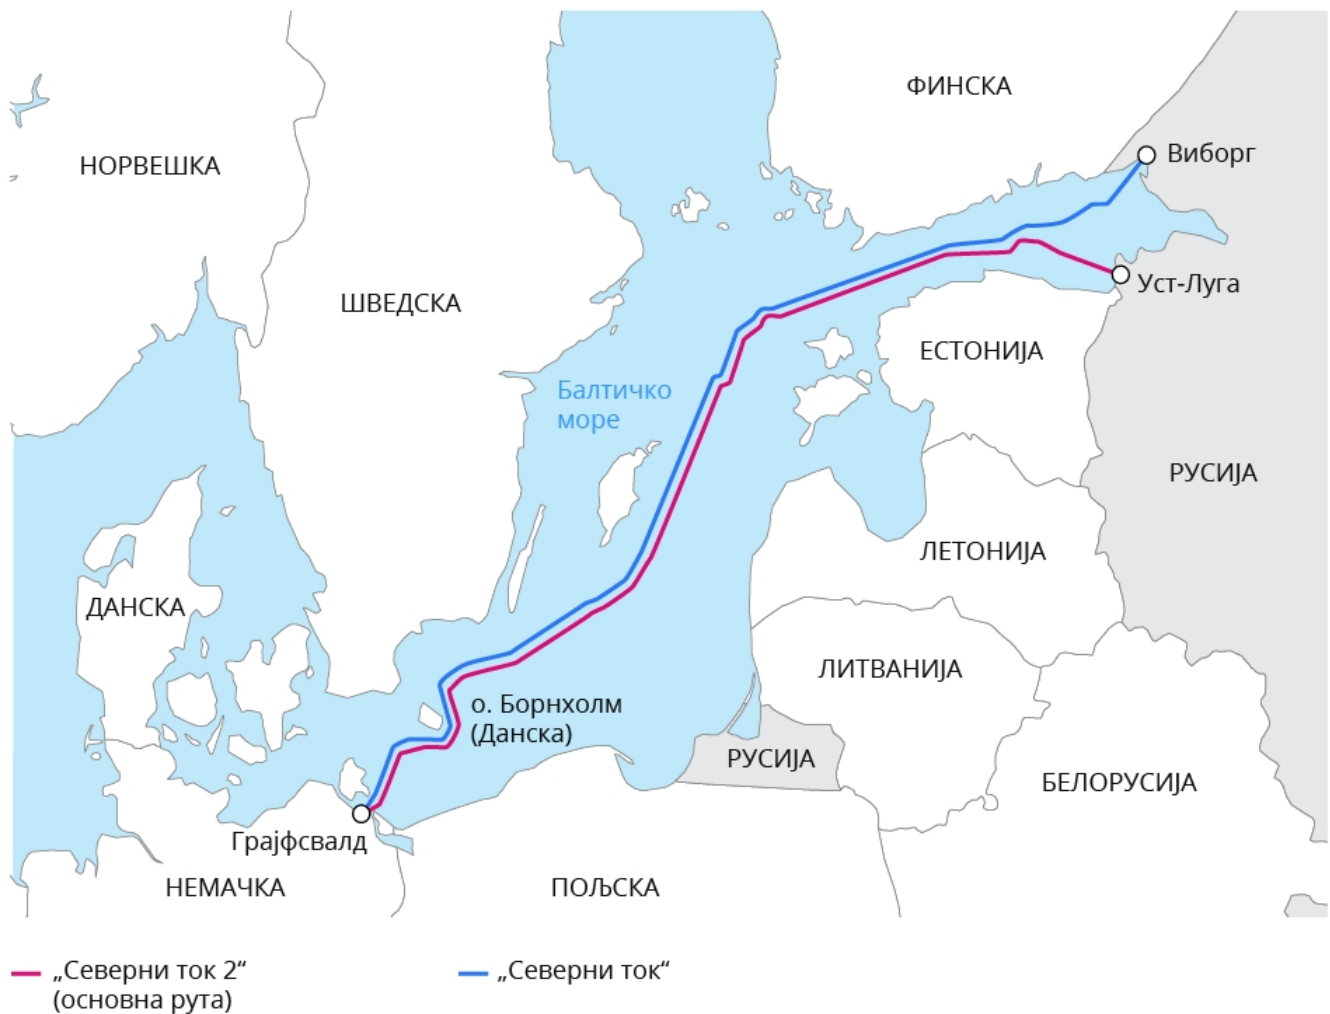 ФИНСКА
Виборг
НОРВЕШКА
Уст-Луга
ШВЕДСКА
ЕСТОНИЈА
Балтичко
море
РУСИЈА
ЛЕТОНИЈА
ДАНСКА
ЛИТВАНИЈА
о. Борнхолм
(Данска)
РУСИЈА
БЕЛОРУСИЈА
Грајфсвалд
НЕМАЧКА
ПОЉСКА
„Северни ток 2“
(основна рута)
„Северни ток“